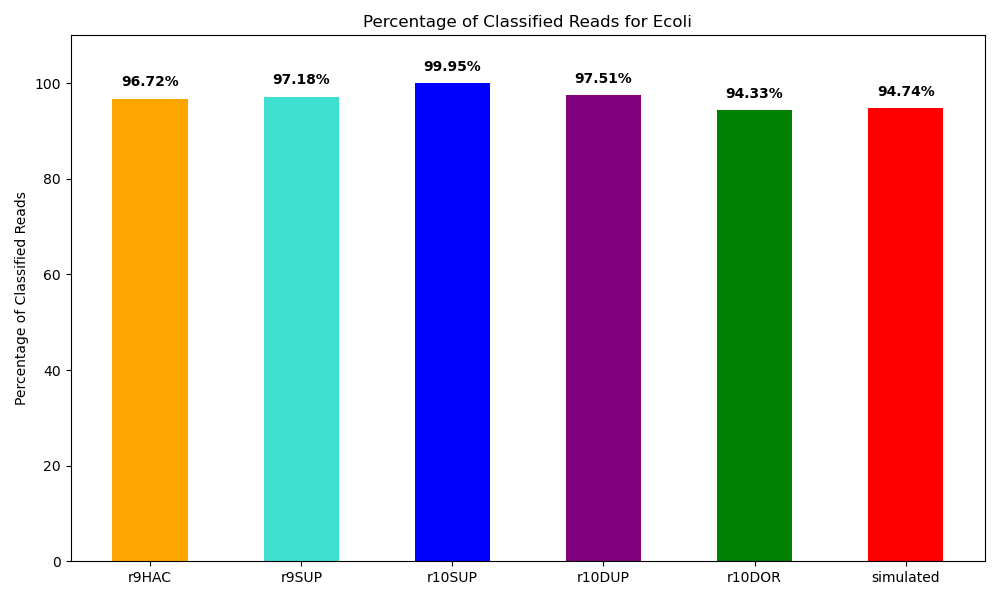 Percentage of Classified Reads for Ecoli
Percentage of Classified Reads
100
80
60
40
20
0
96.72%
97.18%
99.95%
97.51%
94.33%
94.74%
r9HAC
r9SUP
r10SUP
r10DUP
r10DOR
simulated